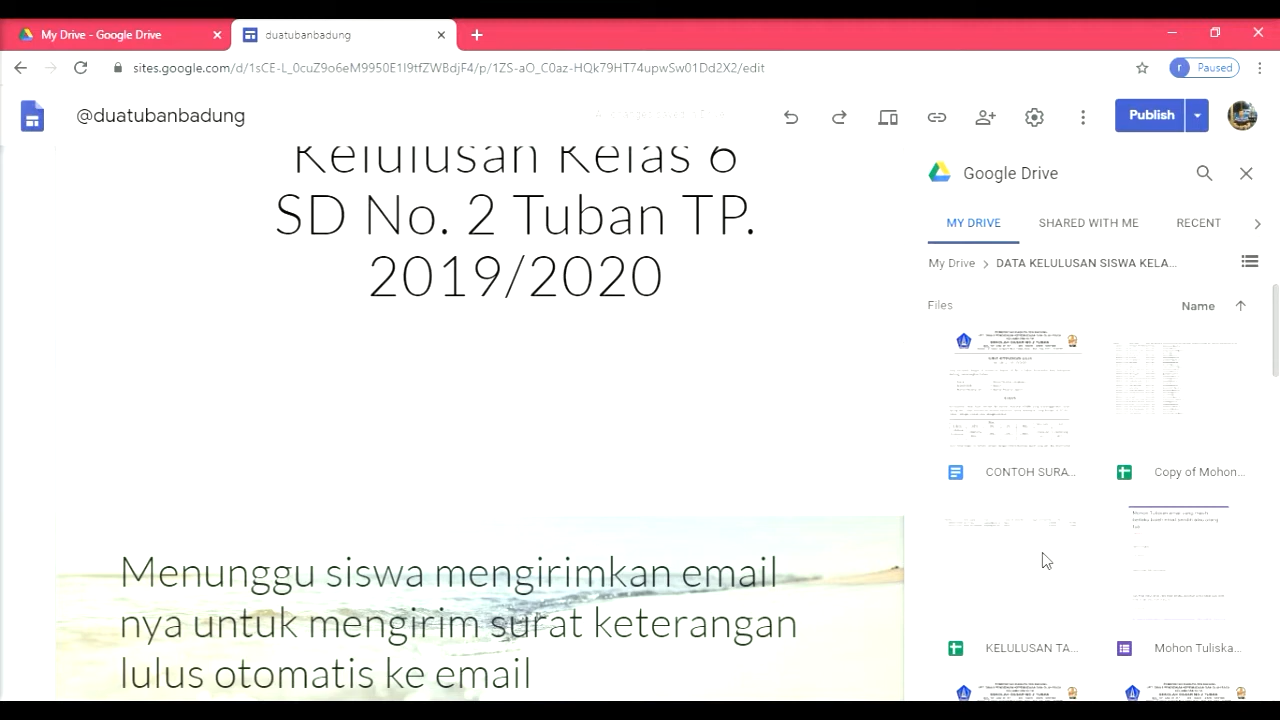 My Drive - Google Drive
duatubanbadung
sites.google.com/d/1sCE-L_0cuZ9o6eM9950E1I9tfZWBdjF4/p/1ZS-aO_C0az-HQk79HT74upwSw01Dd2X2/edit
r
Paused
@duatubanbadung
Publish
Kelulusan Kelas 6
SD No. 2 Tuban TP.
2019/2020
Menunggu siswa mengirimkan email
nya untuk mengirim surat keterangan
lulus otomatis ke email
Google Drive
MY DRIVE
SHARED WITH ME
RECENT
My Drive
DATA KELULUSAN SISWA KELA...
Files
Name
CONTOH SURA...
Copy of Mohon...
KELULUSAN TA...
Mohon Tuliska...